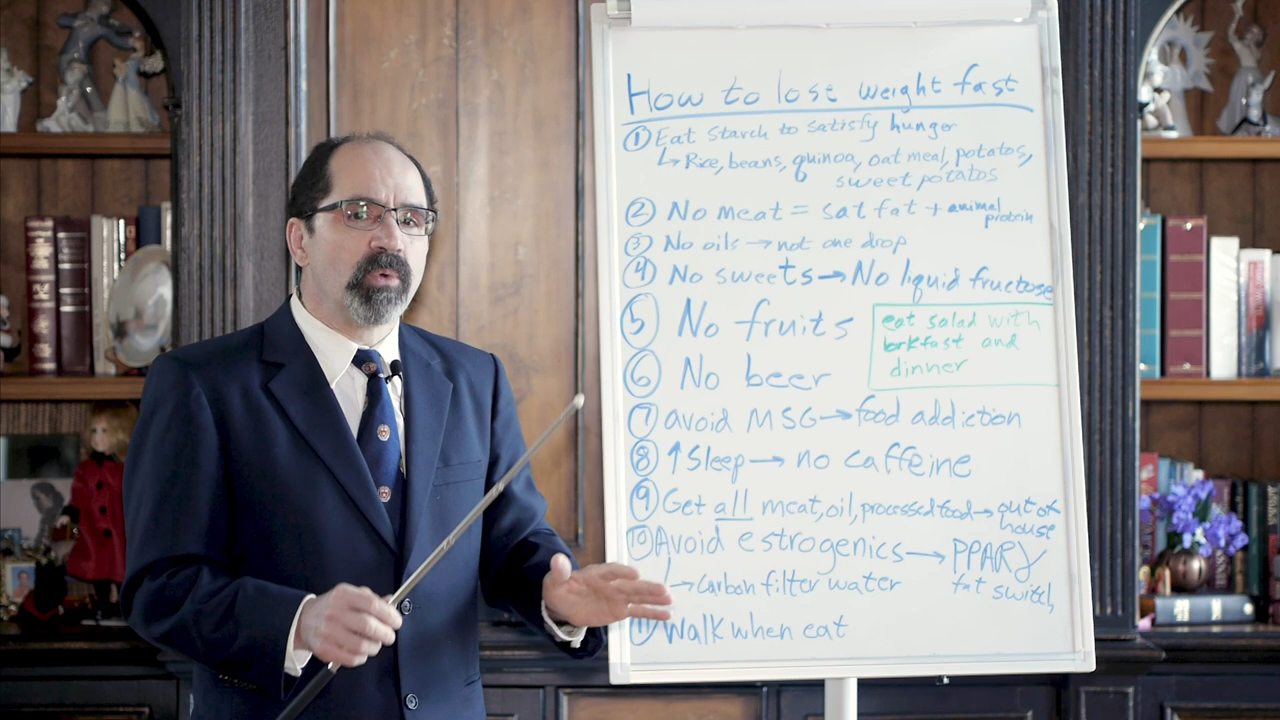 How to lose weight fast
① Eat starch to satisfy hunger
↳ Rice, beans, quinoa, oatmeal, potatos,
sweet potatos
② No meat = sat fat + animal
protein
③ No oils → not one drop
④ No sweets → No liquid fructose
⑤ No fruits
⑥ No beer
eat salad with
brkfast and
dinner
⑦ avoid MSG → food addiction
⑧ ↑ Sleep → no caffeine
⑨ Get all meat, oil, processed food → out of
house
⑩ Avoid estrogenics → PPARγ
↳ Carbon filter water
fat switch,
⑪ Walk when eat